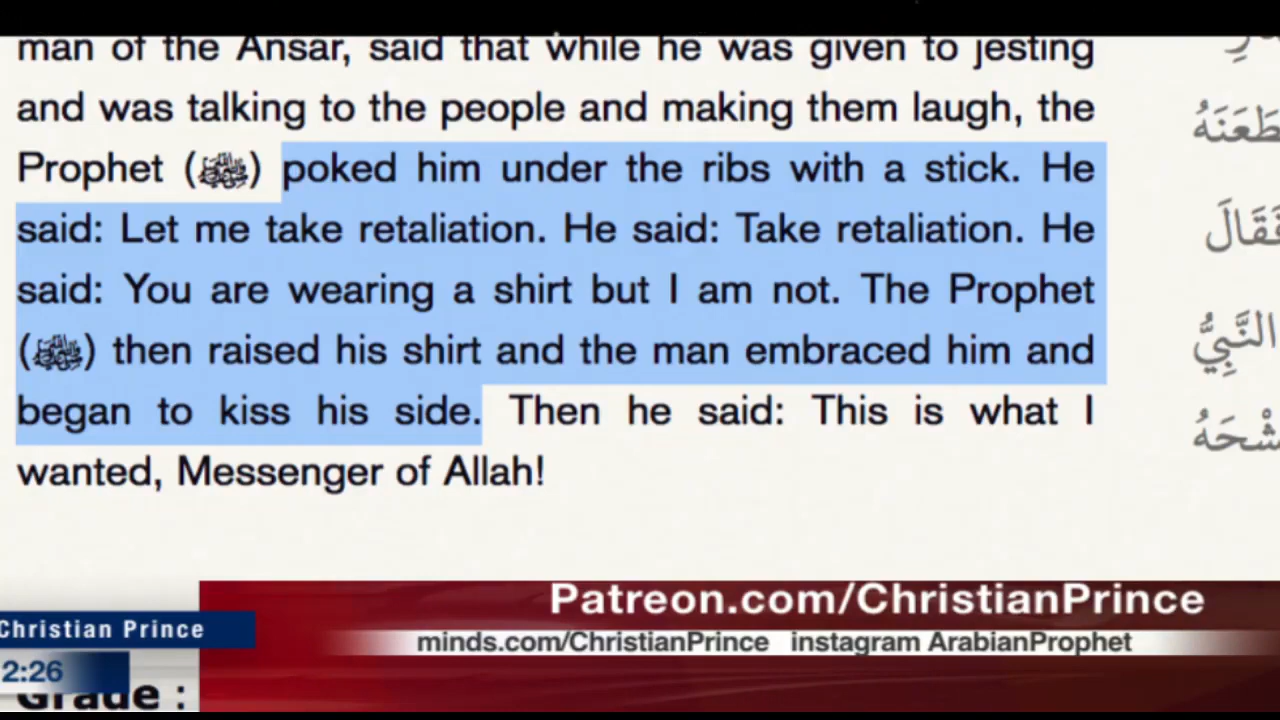 man of the Ansar, said that while he was given to jesting
and was talking to the people and making them laugh, the
Prophet (ﷺ) poked him under the ribs with a stick. He
said: Let me take retaliation. He said: Take retaliation. He
said: You are wearing a shirt but I am not. The Prophet
(ﷺ) then raised his shirt and the man embraced him and
began to kiss his side. Then he said: This is what I
wanted, Messenger of Allah!
النَّبِيُّ
Patreon.com/ChristianPrince
Christian Prince
minds.com/ChristianPrince instagram ArabianProphet
2:26
Grade :